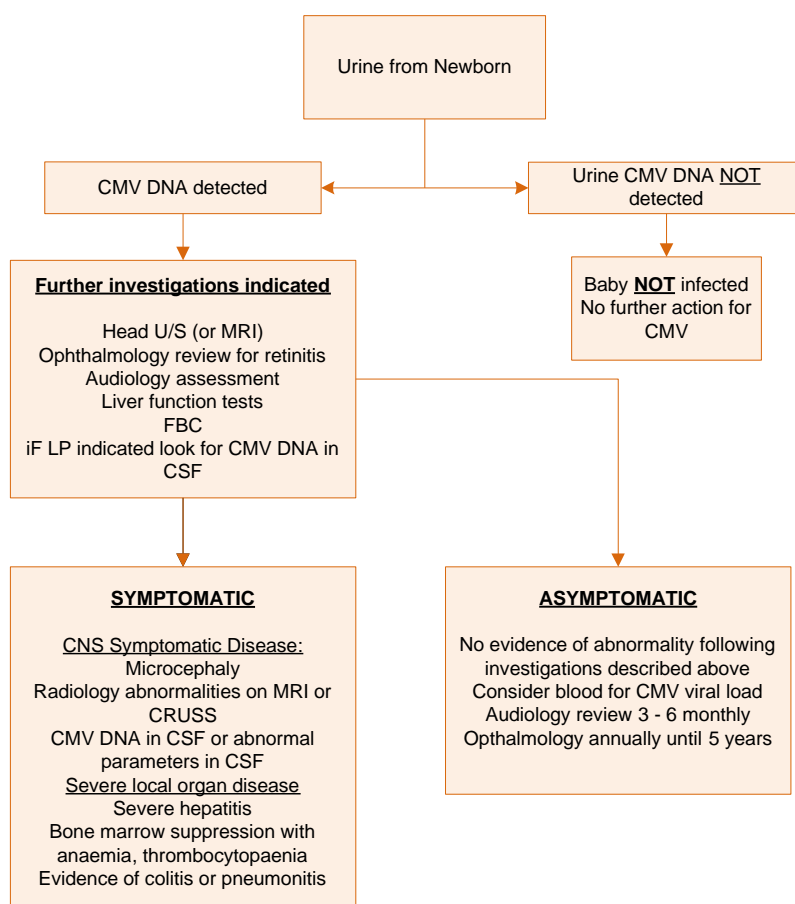 Urine from Newborn
CMV DNA detected
Urine CMV DNA NOT
detected
Further investigations indicated
Head U/S (or MRI)
Ophthalmology review for retinitis
Audiology assessment
Liver function tests
FBC
iF LP indicated look for CMV DNA in
CSF
Baby NOT infected
No further action for
CMV
SYMPTOMATIC
CNS Symptomatic Disease:
Microcephaly
Radiology abnormalities on MRI or
CRUSS
CMV DNA in CSF or abnormal
parameters in CSF
Severe local organ disease
Severe hepatitis
Bone marrow suppression with
anaemia, thrombocytopaenia
Evidence of colitis or pneumonitis
ASYMPTOMATIC
No evidence of abnormality following
investigations described above
Consider blood for CMV viral load
Audiology review 3 - 6 monthly
Opthalmology annually until 5 years